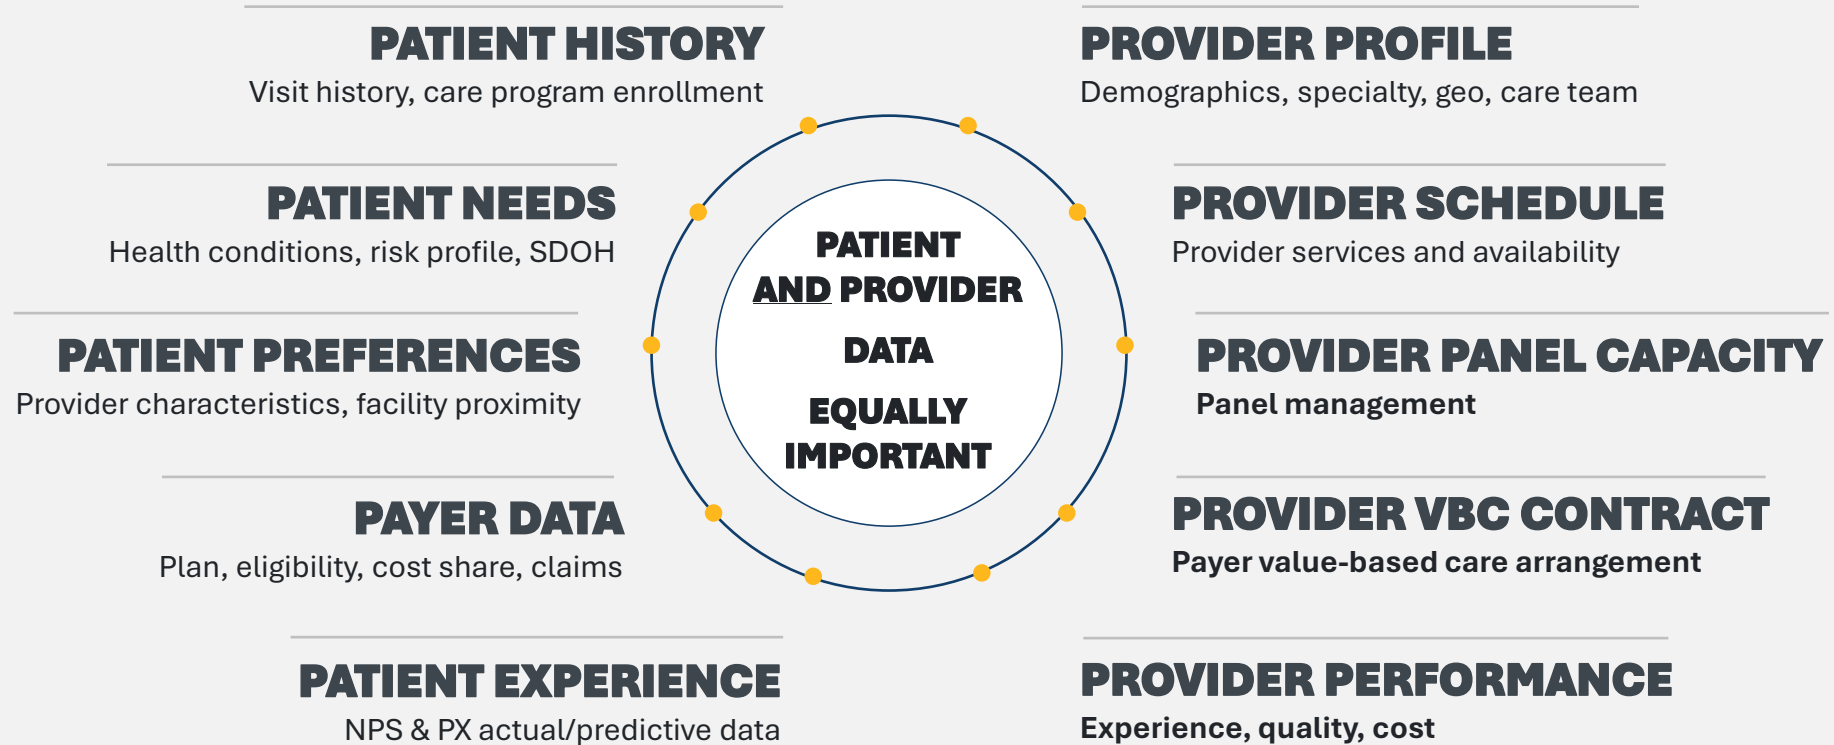 PATIENT HISTORY
Visit history, care program enrollment
PATIENT NEEDS
Health conditions, risk profile, SDOH
PATIENT PREFERENCES
Provider characteristics, facility proximity
PAYER DATA
Plan, eligibility, cost share, claims
PATIENT EXPERIENCE
NPS & PX actual/predictive data
PATIENT
AND PROVIDER
DATA
EQUALLY
IMPORTANT
PROVIDER PROFILE
Demographics, specialty, geo, care team
PROVIDER SCHEDULE
Provider services and availability
PROVIDER PANEL CAPACITY
Panel management
PROVIDER VBC CONTRACT
Payer value-based care arrangement
PROVIDER PERFORMANCE
Experience, quality, cost